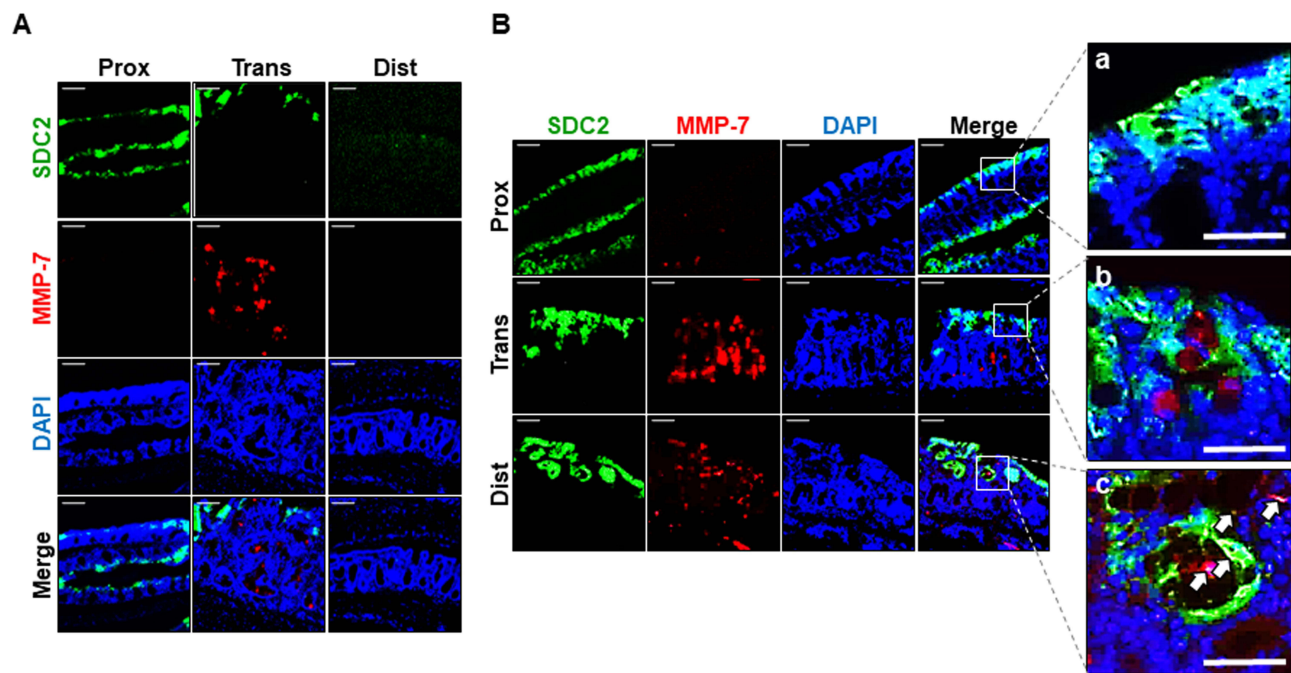 A
Prox Trans Dist
SDC2
MMP-7
DAPI
Merge
B
SDC2 MMP-7 DAPI Merge
Prox
Trans
Dist
a
b
c